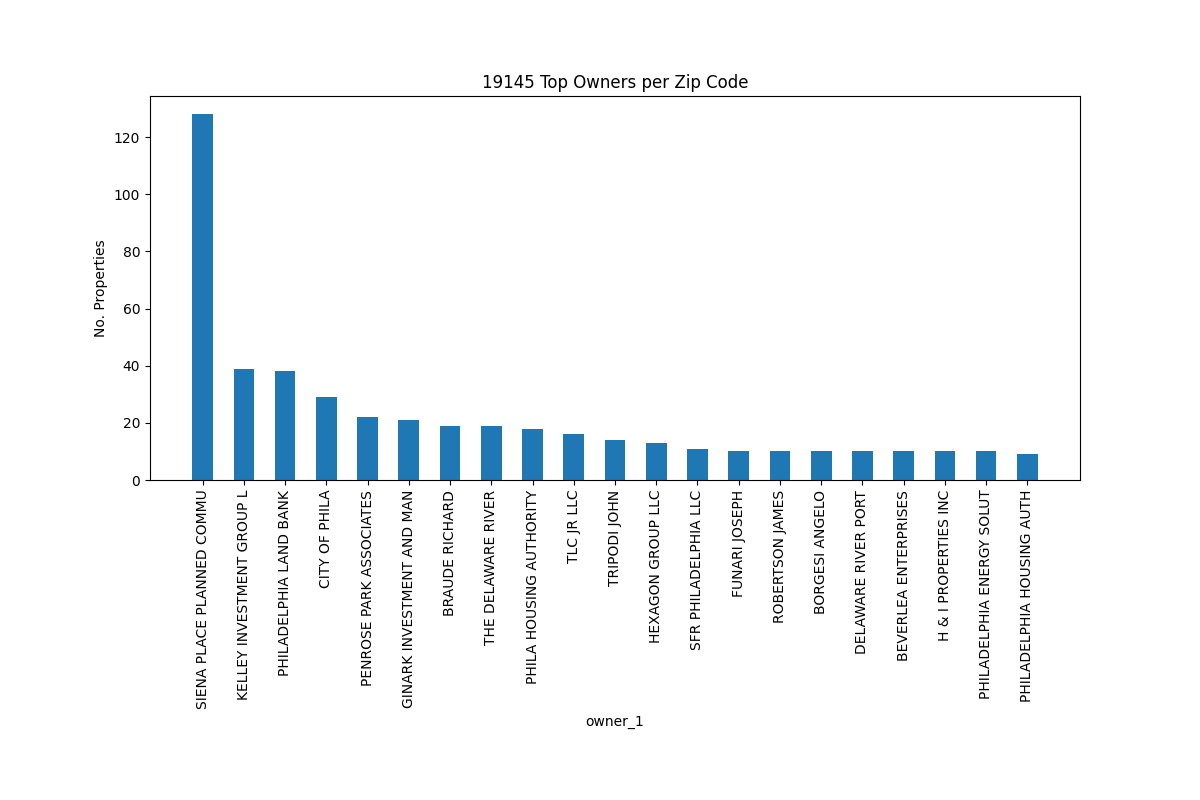 19145 Top Owners per Zip Code
No. Properties
120
100
80
60
40
20
0
SIENA PLACE PLANNED COMMU
KELLEY INVESTMENT GROUP L
PHILADELPHIA LAND BANK
CITY OF PHILA
PENROSE PARK ASSOCIATES
GINARK INVESTMENT AND MAN
BRAUDE RICHARD
THE DELAWARE RIVER
PHILA HOUSING AUTHORITY
TLC JR LLC
TRIPODI JOHN
HEXAGON GROUP LLC
SFR PHILADELPHIA LLC
FUNARI JOSEPH
ROBERTSON JAMES
BORGESI ANGELO
DELAWARE RIVER PORT
BEVERLEA ENTERPRISES
H & I PROPERTIES INC
PHILADELPHIA ENERGY SOLUT
PHILADELPHIA HOUSING AUTH
owner_1